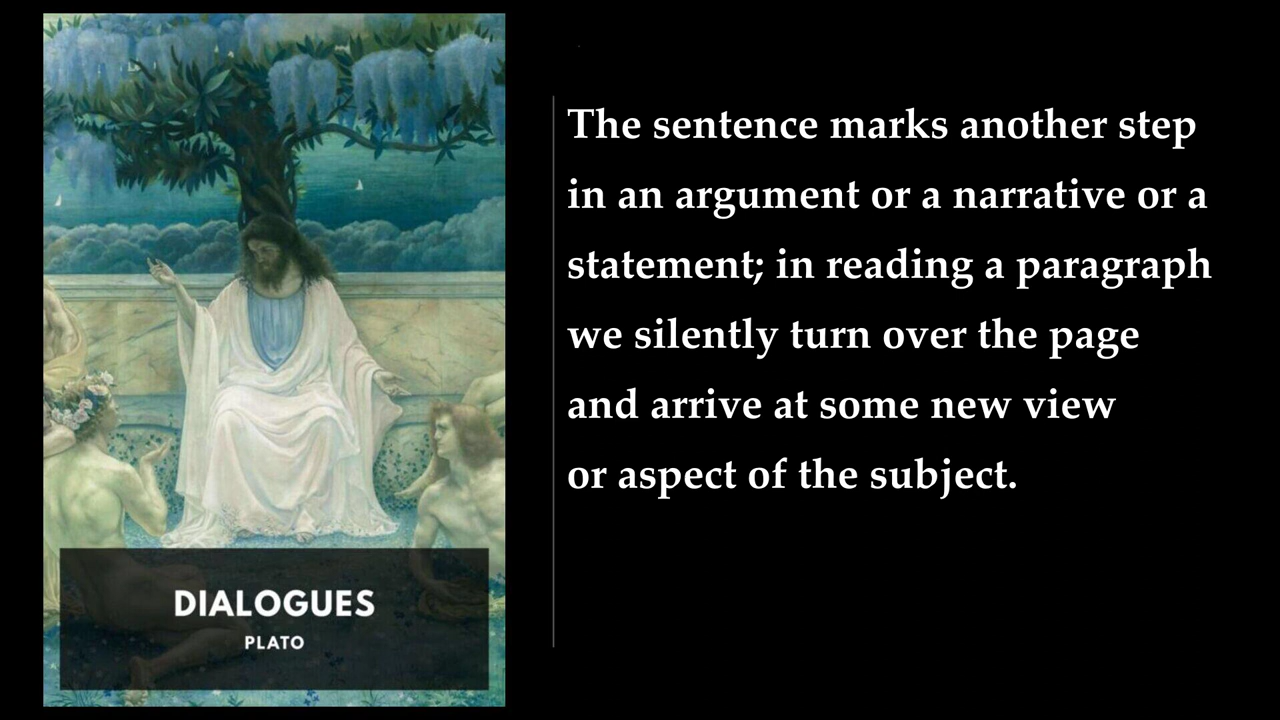 DIALOGUES
PLATO
The sentence marks another step
in an argument or a narrative or a
statement; in reading a paragraph
we silently turn over the page
and arrive at some new view
or aspect of the subject.